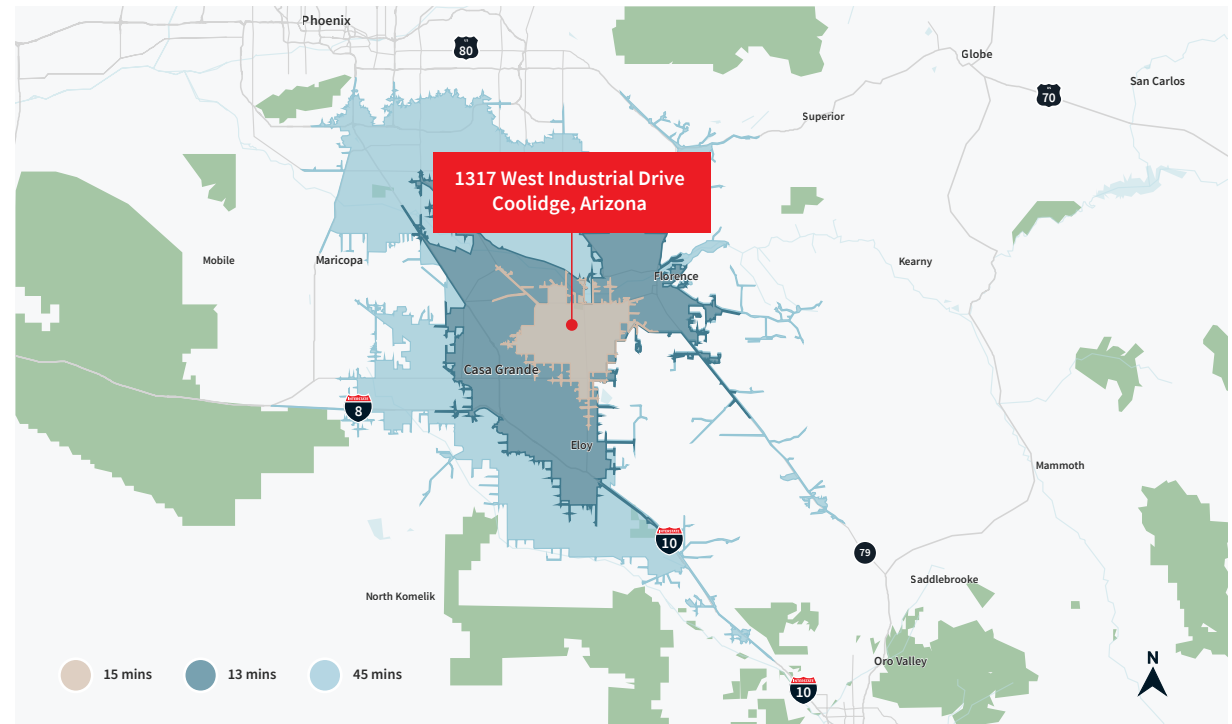 Phoenix
80
Globe
San Carlos
70
Superior
1317 West Industrial Drive
Coolidge, Arizona
Mobile
Maricopa
Florence
Kearny
Casa Grande
8
Eloy
Mammoth
10
79
Saddlebrooke
North Komelik
Oro Valley
15 mins
13 mins
45 mins
10
N